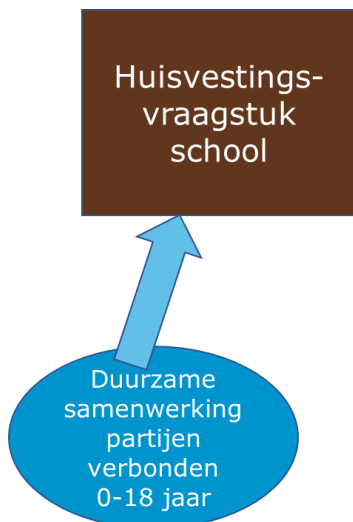 Huisvestings-
vraagstuk
school
Duurzame
samenwerking
partijen
verbonden
0-18 jaar